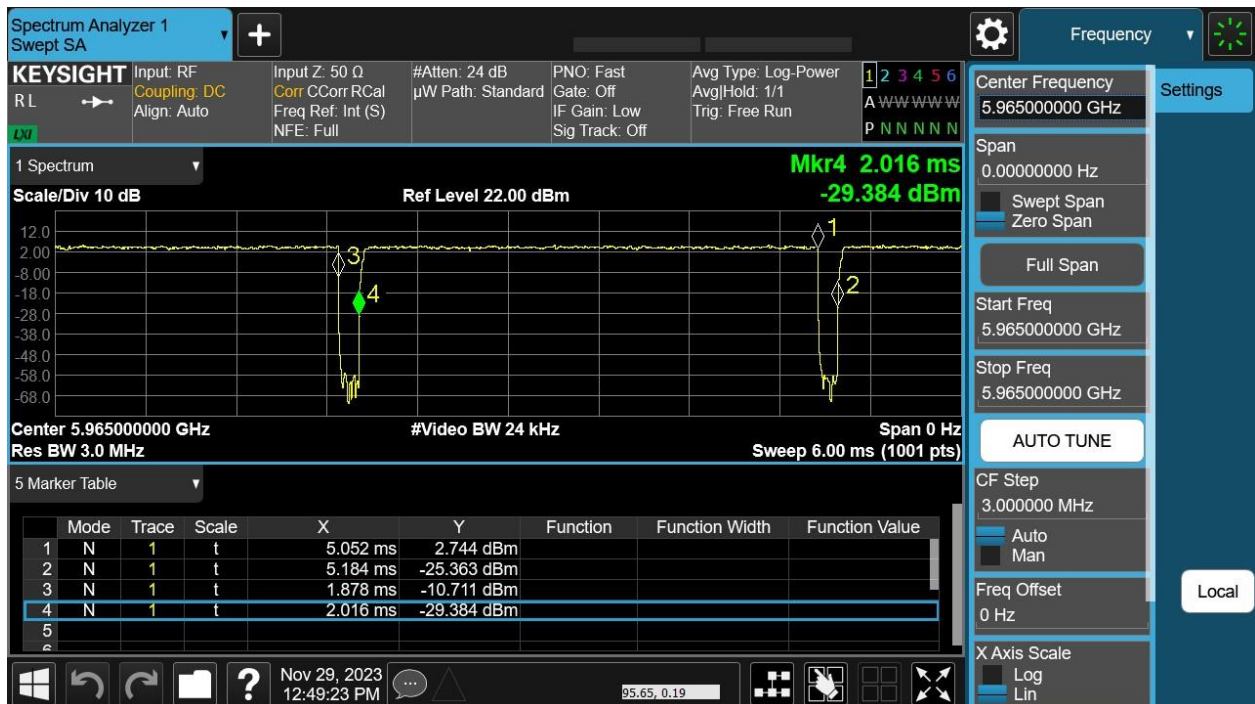 Spectrum Analyzer 1
Swept SA
+
Frequency
KEYSIGHT
RL
LXI
Input: RF
Coupling: DC
Align: Auto
Input Z: 50 Ω
Corr CCorr RCal
Freq Ref: Int (S)
NFE: Full
#Atten: 24 dB
µW Path: Standard
PNO: Fast
Gate: Off
IF Gain: Low
Sig Track: Off
Avg Type: Log-Power
Avg|Hold: 1/1
Trig: Free Run
1 2 3 4 5 6
A W W W W W
P N N N N N
1 Spectrum
Mkr4 2.016 ms
-29.384 dBm
Scale/Div 10 dB
Ref Level 22.00 dBm
12.0
2.00
-8.00
-18.0
-28.0
-38.0
-48.0
-58.0
-68.0
1
2
3
4
Center 5.965000000 GHz
#Video BW 24 kHz
Span 0 Hz
Res BW 3.0 MHz
Sweep 6.00 ms (1001 pts)
5 Marker Table
Mode Trace Scale X Y Function Function Width Function Value
1 N 1 t 5.052 ms 2.744 dBm
2 N 1 t 5.184 ms -25.363 dBm
3 N 1 t 1.878 ms -10.711 dBm
4 N 1 t 2.016 ms -29.384 dBm
5
6
?
Nov 29, 2023
12:49:23 PM
95.65, 0.19
Center Frequency
5.965000000 GHz
Settings
Span
0.00000000 Hz
Swept Span
Zero Span
Full Span
Start Freq
5.965000000 GHz
Stop Freq
5.965000000 GHz
AUTO TUNE
CF Step
3.000000 MHz
Auto
Man
Freq Offset
0 Hz
Local
X Axis Scale
Log
Lin